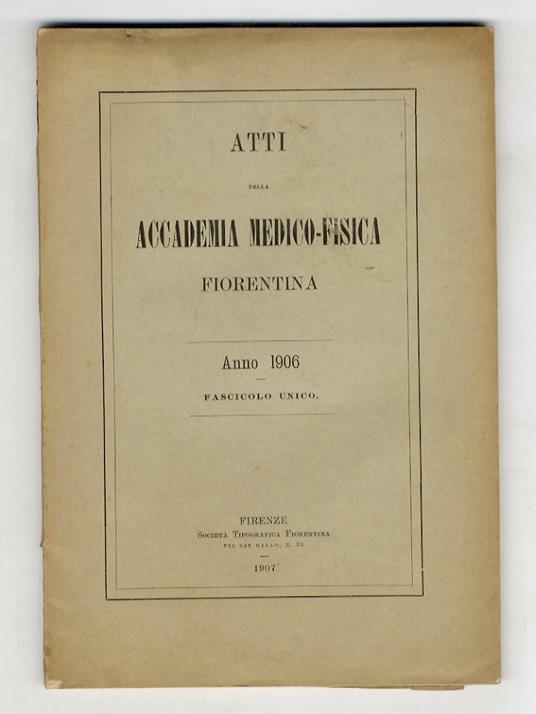 ATTI
DELLA
ACCADEMIA MEDICO-FISICA
FIORENTINA
Anno 1906
FASCICOLO UNICO.
FIRENZE
SOCIETÀ TIPOGRAFICA FIORENTINA
VIA SAN GALLO, N. 33
1907